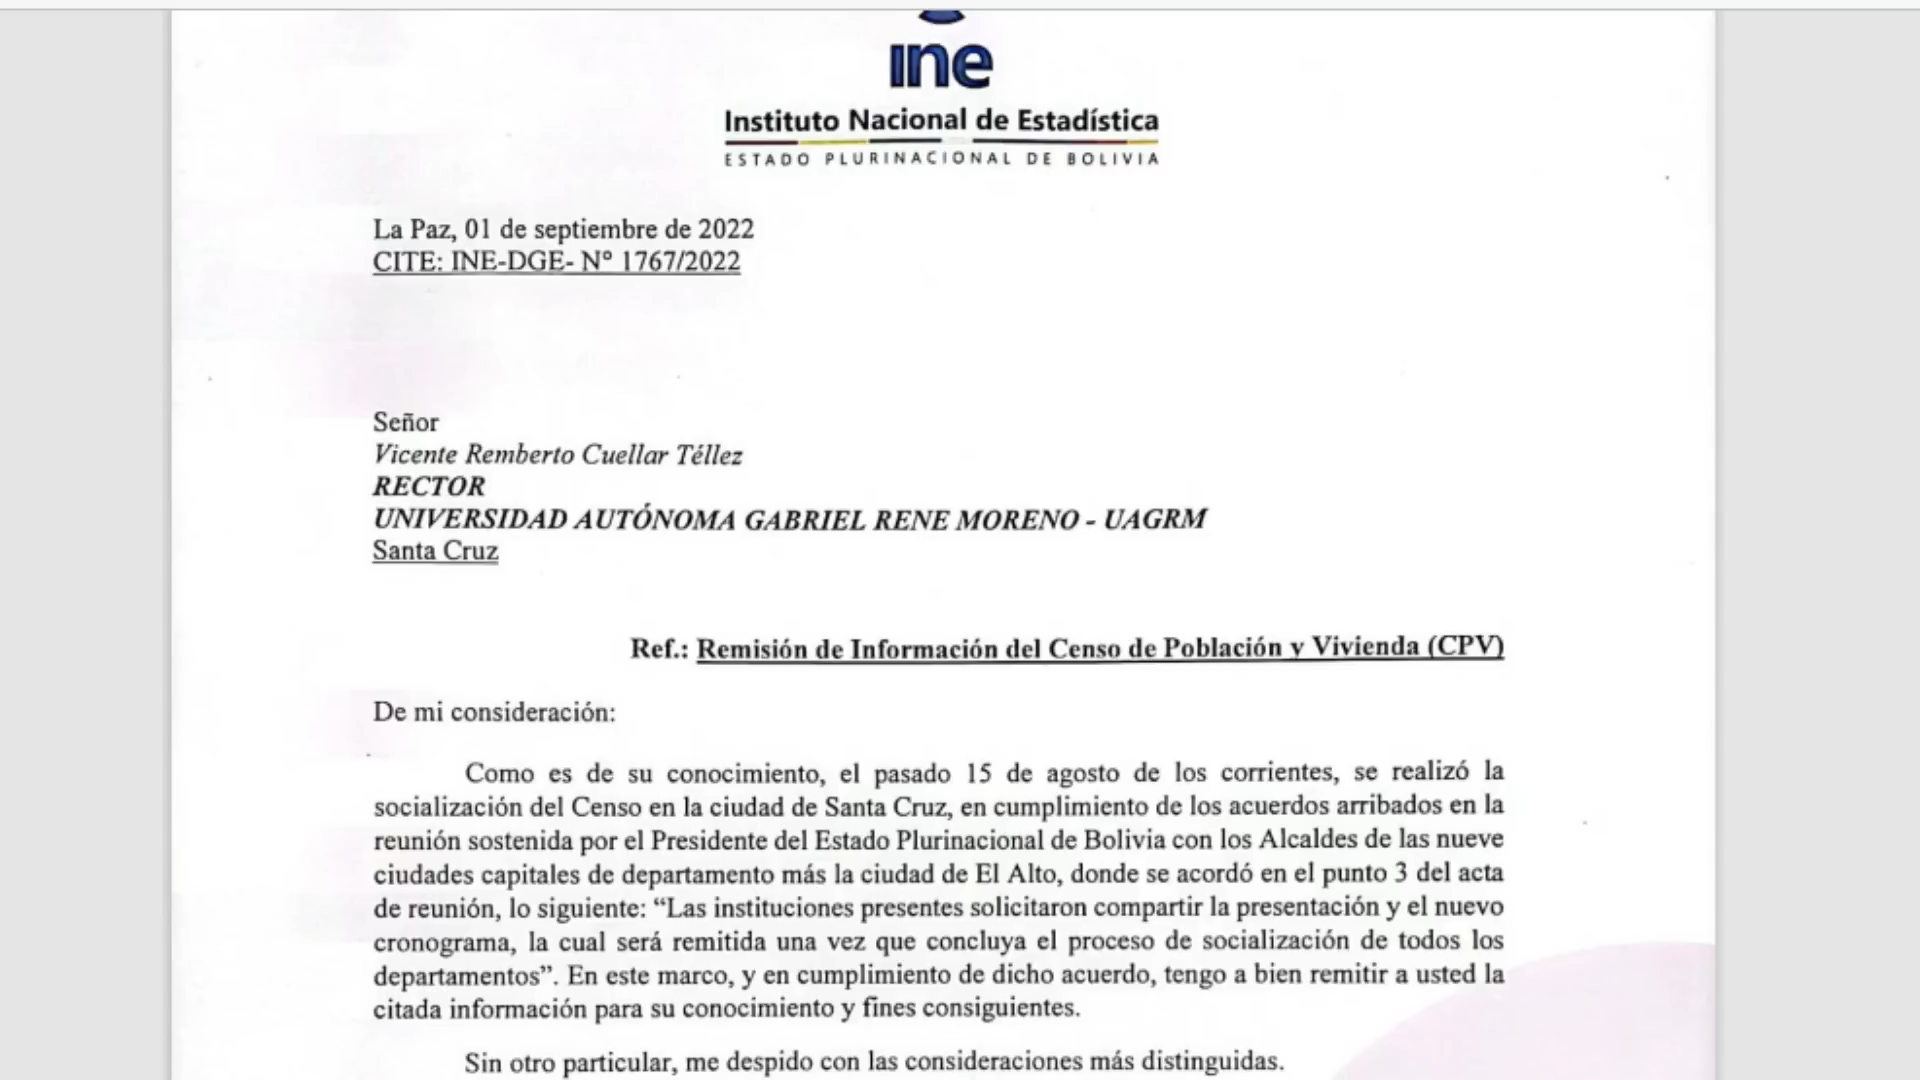 ine
Instituto Nacional de Estadística
ESTADO PLURINACIONAL DE BOLIVIA
La Paz, 01 de septiembre de 2022
CITE: INE-DGE- Nº 1767/2022
Señor
Vicente Remberto Cuellar Téllez
RECTOR
UNIVERSIDAD AUTÓNOMA GABRIEL RENE MORENO - UAGRM
Santa Cruz
Ref.: Remisión de Información del Censo de Población y Vivienda (CPV)
De mi consideración:
Como es de su conocimiento, el pasado 15 de agosto de los corrientes, se realizó la
socialización del Censo en la ciudad de Santa Cruz, en cumplimiento de los acuerdos arribados en la
reunión sostenida por el Presidente del Estado Plurinacional de Bolivia con los Alcaldes de las nueve
ciudades capitales de departamento más la ciudad de El Alto, donde se acordó en el punto 3 del acta
de reunión, lo siguiente: “Las instituciones presentes solicitaron compartir la presentación y el nuevo
cronograma, la cual será remitida una vez que concluya el proceso de socialización de todos los
departamentos”. En este marco, y en cumplimiento de dicho acuerdo, tengo a bien remitir a usted la
citada información para su conocimiento y fines consiguientes.
Sin otro particular, me despido con las consideraciones más distinguidas.